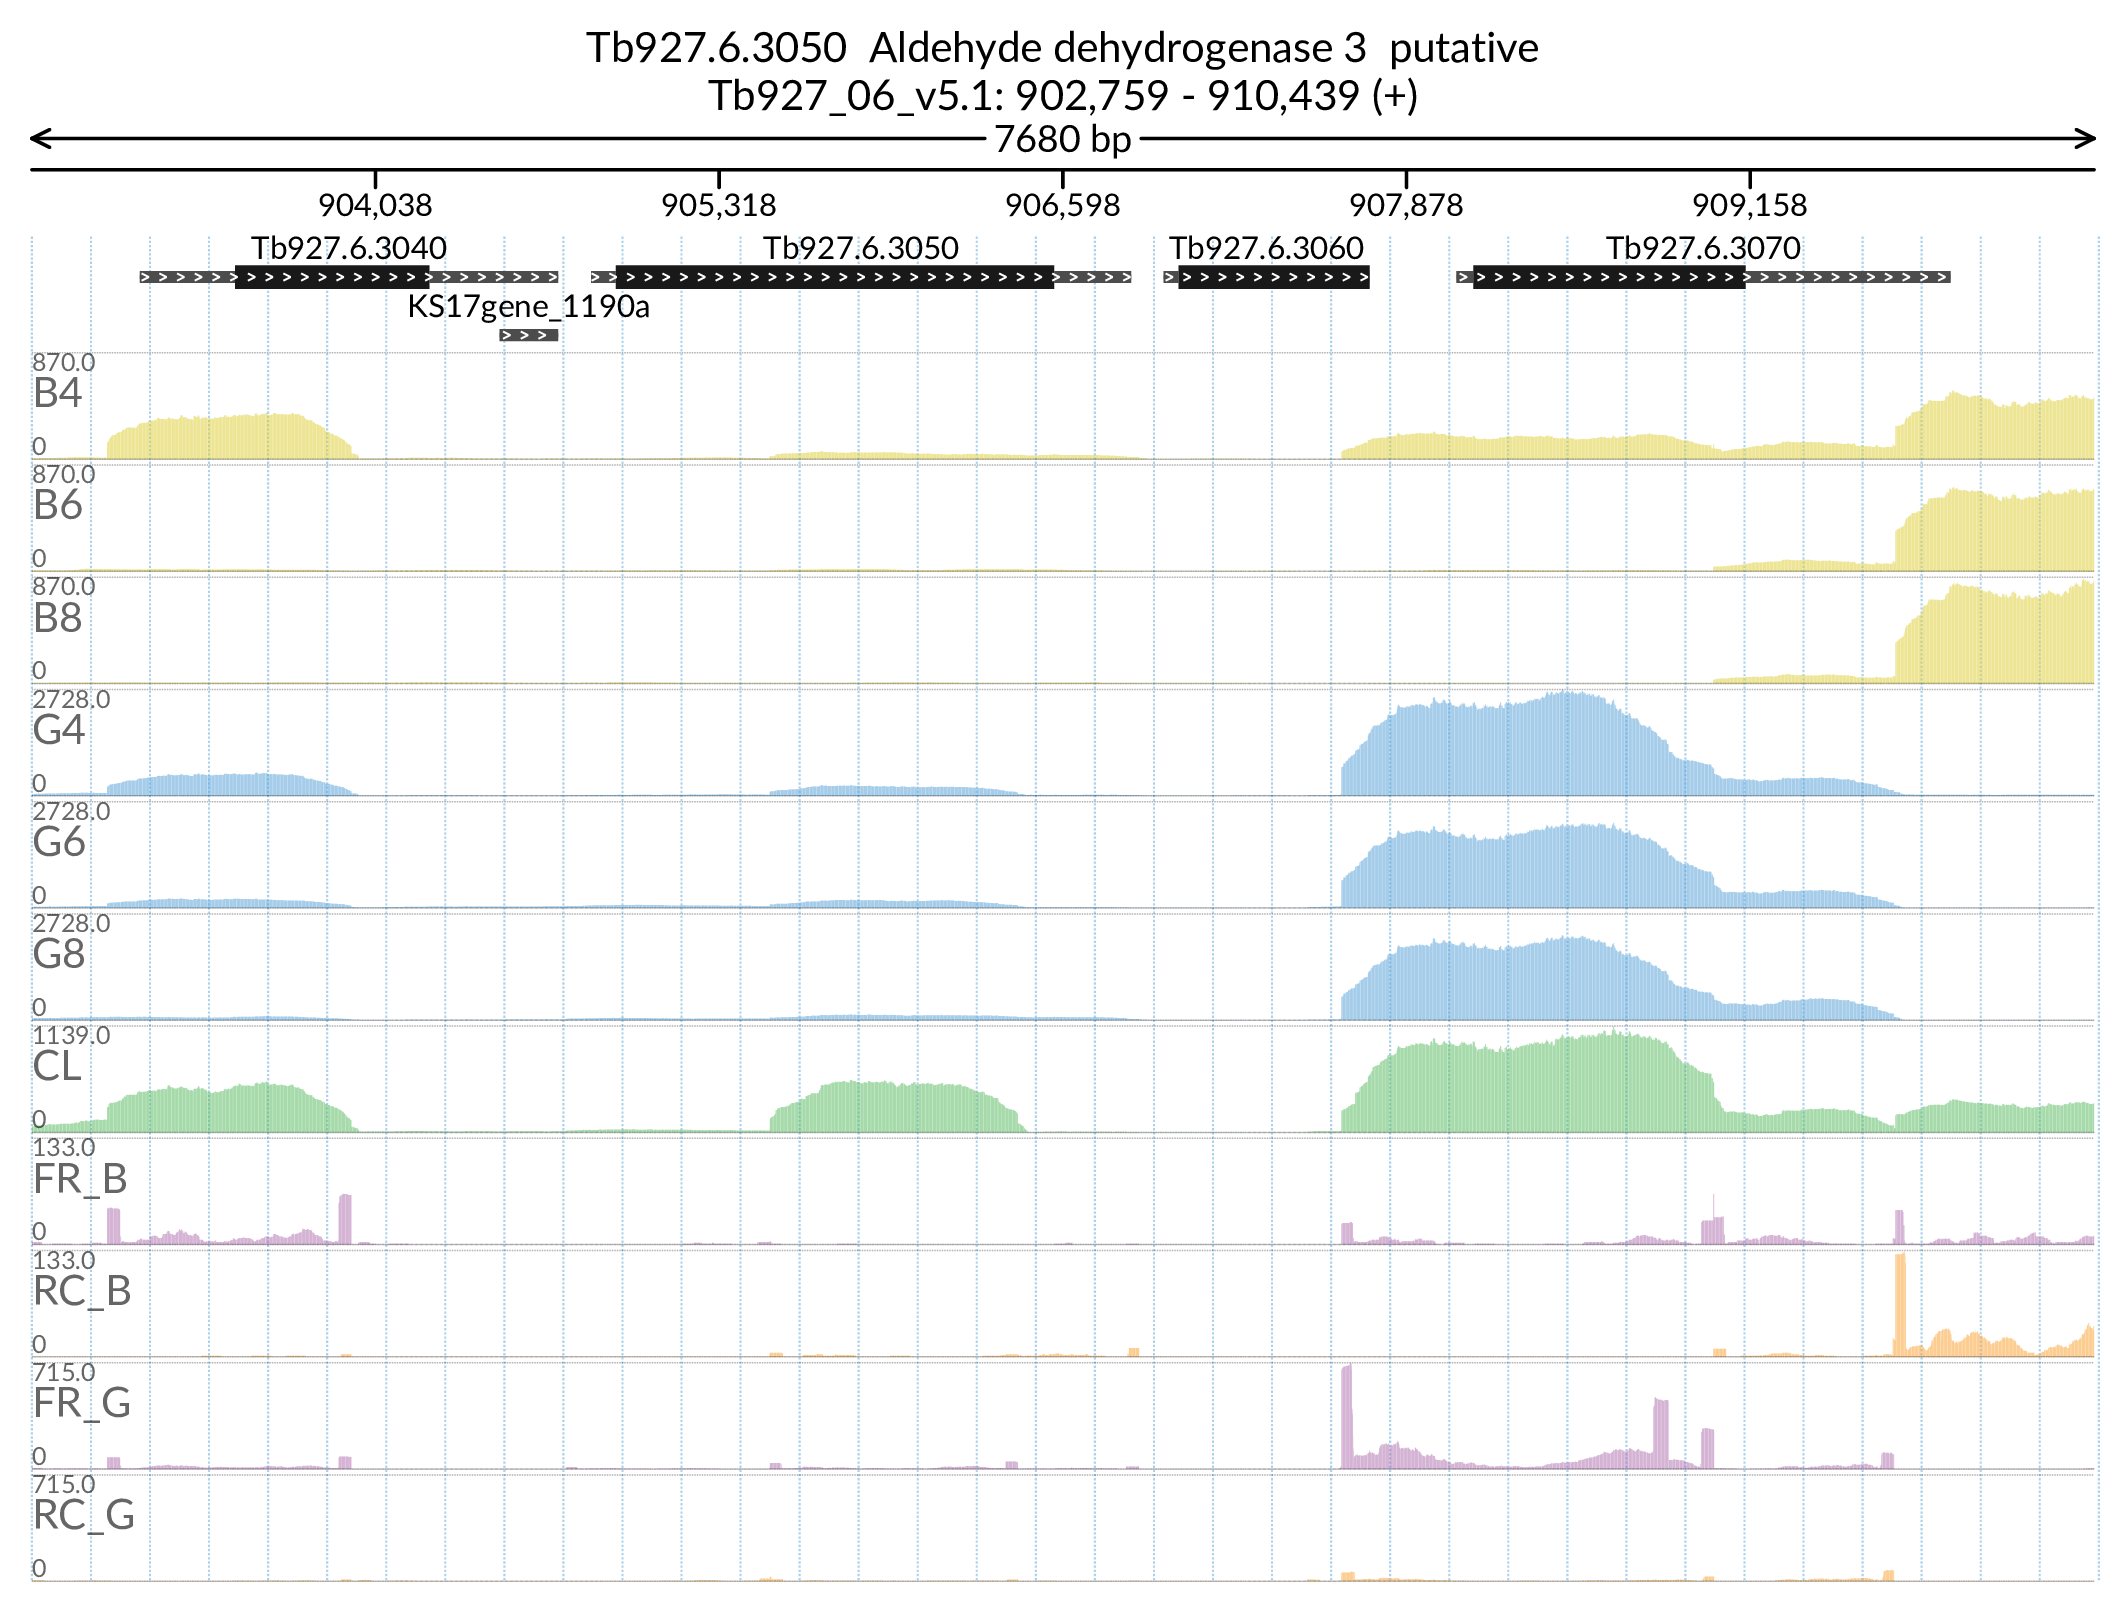 Tb927.6.3050  Aldehyde dehydrogenase 3  putative
Tb927_06_v5.1: 902,759 - 910,439 (+)
7680 bp
904,038 905,318 906,598 907,878 909,158
Tb927.6.3040 Tb927.6.3050 Tb927.6.3060 Tb927.6.3070
KS17gene_1190a
870.0
B4
0
870.0
B6
0
870.0
B8
0
2728.0
G4
0
2728.0
G6
0
2728.0
G8
0
1139.0
CL
0
133.0
FR_B
0
133.0
RC_B
0
715.0
FR_G
0
715.0
RC_G
0